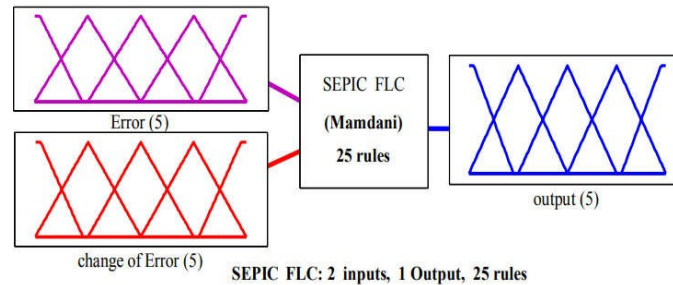 Error (5)
change of Error (5)
SEPIC FLC
(Mamdani)
25 rules
output (5)
SEPIC FLC: 2 inputs, 1 Output, 25 rules